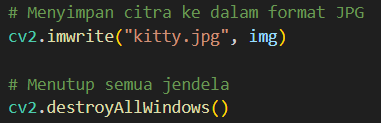 # Menyimpan citra ke dalam format JPG
cv2.imwrite("kitty.jpg", img)
# Menutup semua jendela
cv2.destroyAllWindows()